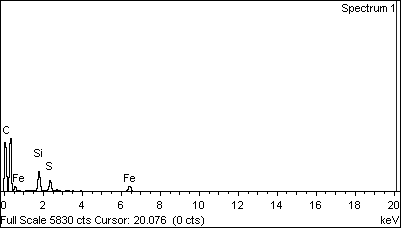 Spectrum 1
C
Si
Fe
S
Fe
0 2 4 6 8 10 12 14 16 18 20
Full Scale 5830 cts Cursor: 20.076 (0 cts) keV